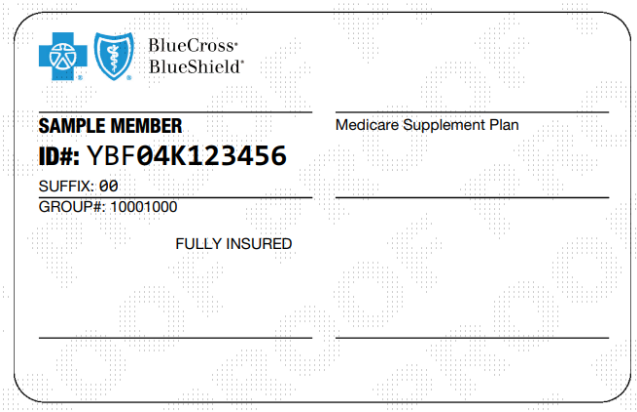 BlueCross®
BlueShield®
SAMPLE MEMBER
ID#: YBF04K123456
SUFFIX: 00
GROUP#: 10001000
FULLY INSURED
Medicare Supplement Plan